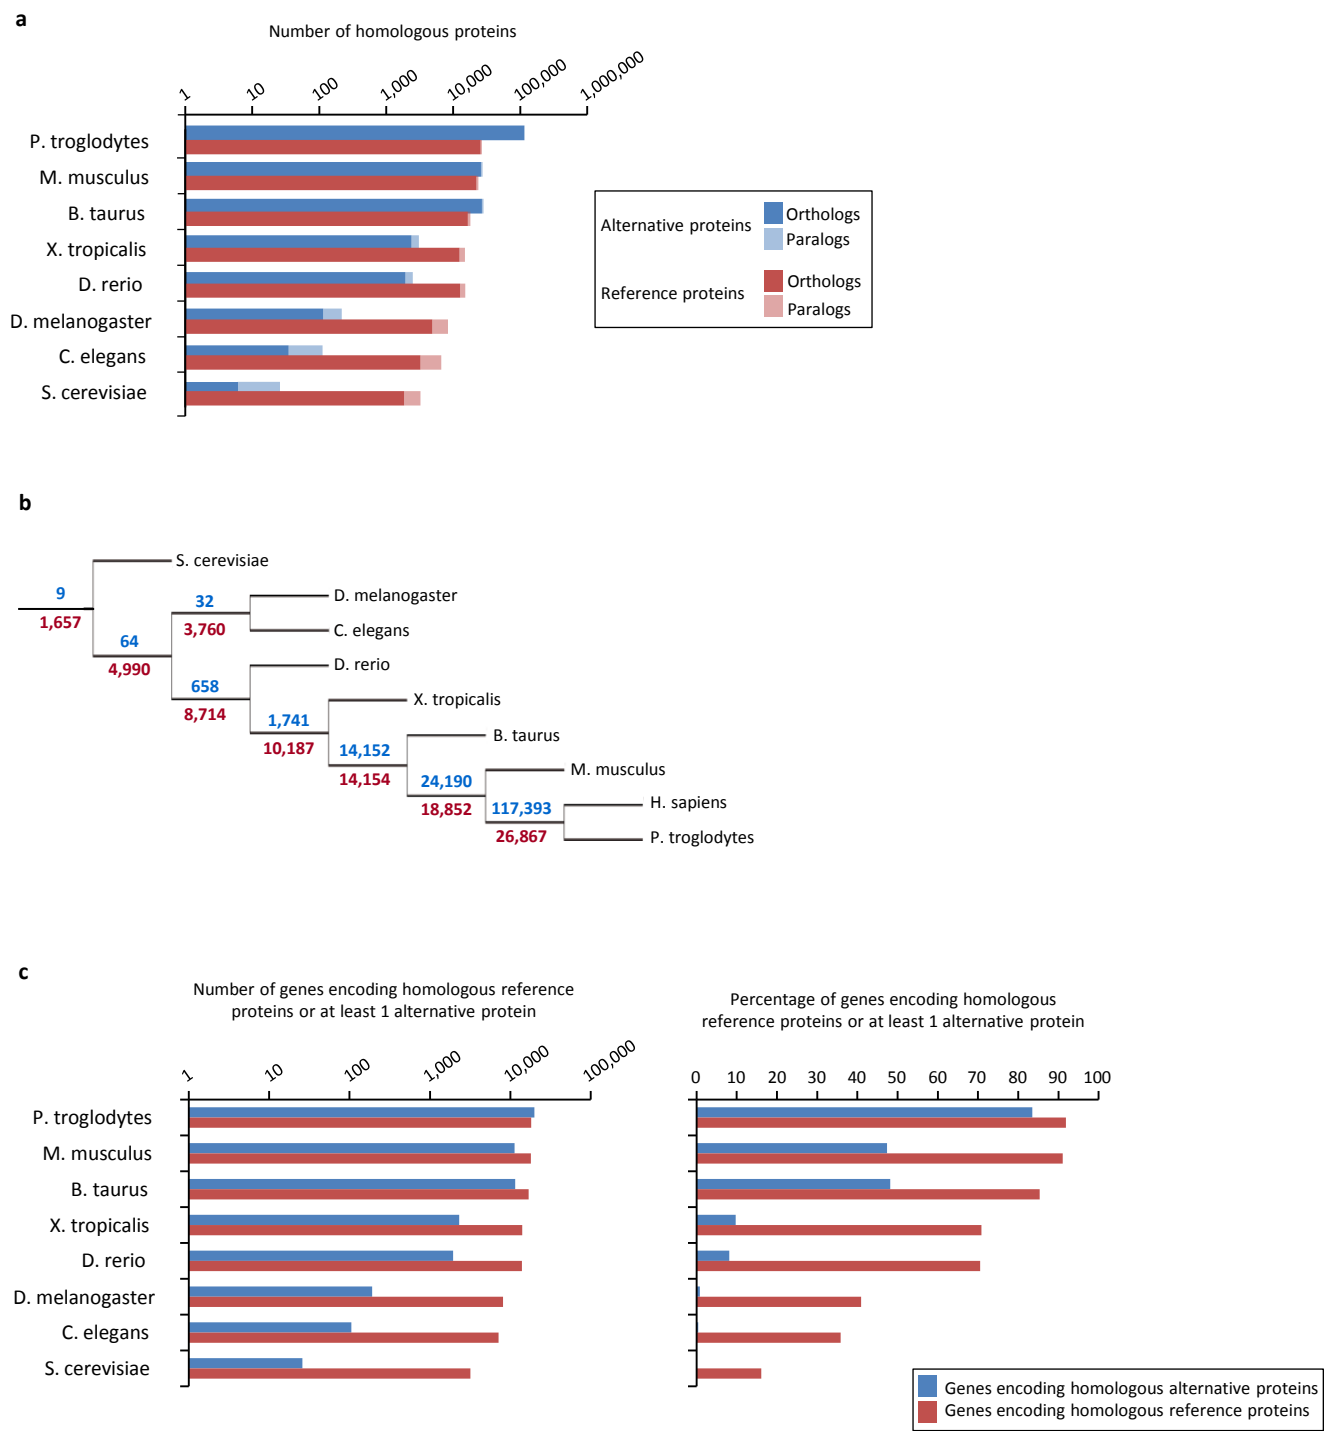 a
Number of homologous proteins
1
10
100
1,000
10,000
100,000
1,000,000
P. troglodytes
M. musculus
B. taurus
X. tropicalis
D. rerio
D. melanogaster
C. elegans
S. cerevisiae
Alternative proteins
Orthologs
Paralogs
Reference proteins
Orthologs
Paralogs
b
S. cerevisiae
9
1,657
32
3,760
D. melanogaster
C. elegans
64
4,990
D. rerio
658
8,714
X. tropicalis
1,741
10,187
B. taurus
14,152
14,154
M. musculus
24,190
18,852
H. sapiens
117,393
26,867
P. troglodytes
c
Number of genes encoding homologous reference
proteins or at least 1 alternative protein
1
10
100
1,000
10,000
100,000
P. troglodytes
M. musculus
B. taurus
X. tropicalis
D. rerio
D. melanogaster
C. elegans
S. cerevisiae
Percentage of genes encoding homologous
reference proteins or at least 1 alternative protein
0 10 20 30 40 50 60 70 80 90 100
Genes encoding homologous alternative proteins
Genes encoding homologous reference proteins